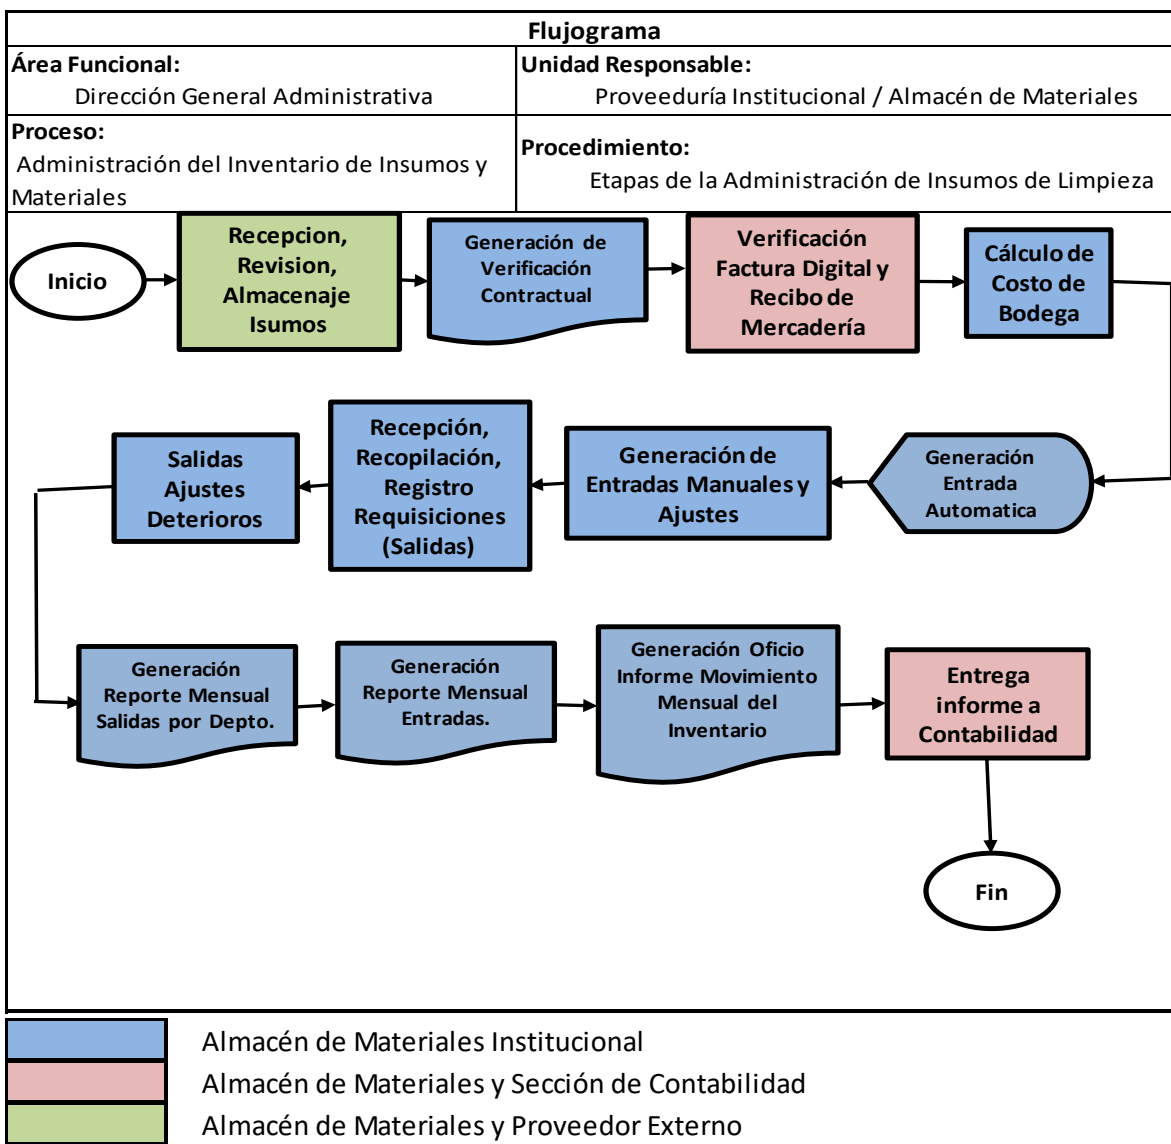 Flujograma
Área Funcional:
Dirección General Administrativa
Unidad Responsable:
Proveeduría Institucional / Almacén de Materiales
Proceso:
Administración del Inventario de Insumos y
Materiales
Procedimiento:
Etapas de la Administración de Insumos de Limpieza
Inicio
Recepcion,
Revision,
Almacenaje
Isumos
Generación de
Verificación
Contractual
Verificación
Factura Digital y
Recibo de
Mercadería
Cálculo de
Costo de
Bodega
Generación
Entrada
Automatica
Generación de
Entradas Manuales y
Ajustes
Recepción,
Recopilación,
Registro
Requisiciones
(Salidas)
Salidas
Ajustes
Deterioros
Generación
Reporte Mensual
Salidas por Depto.
Generación
Reporte Mensual
Entradas.
Generación Oficio
Informe Movimiento
Mensual del
Inventario
Entrega
informe a
Contabilidad
Fin
Almacén de Materiales Institucional
Almacén de Materiales y Sección de Contabilidad
Almacén de Materiales y Proveedor Externo